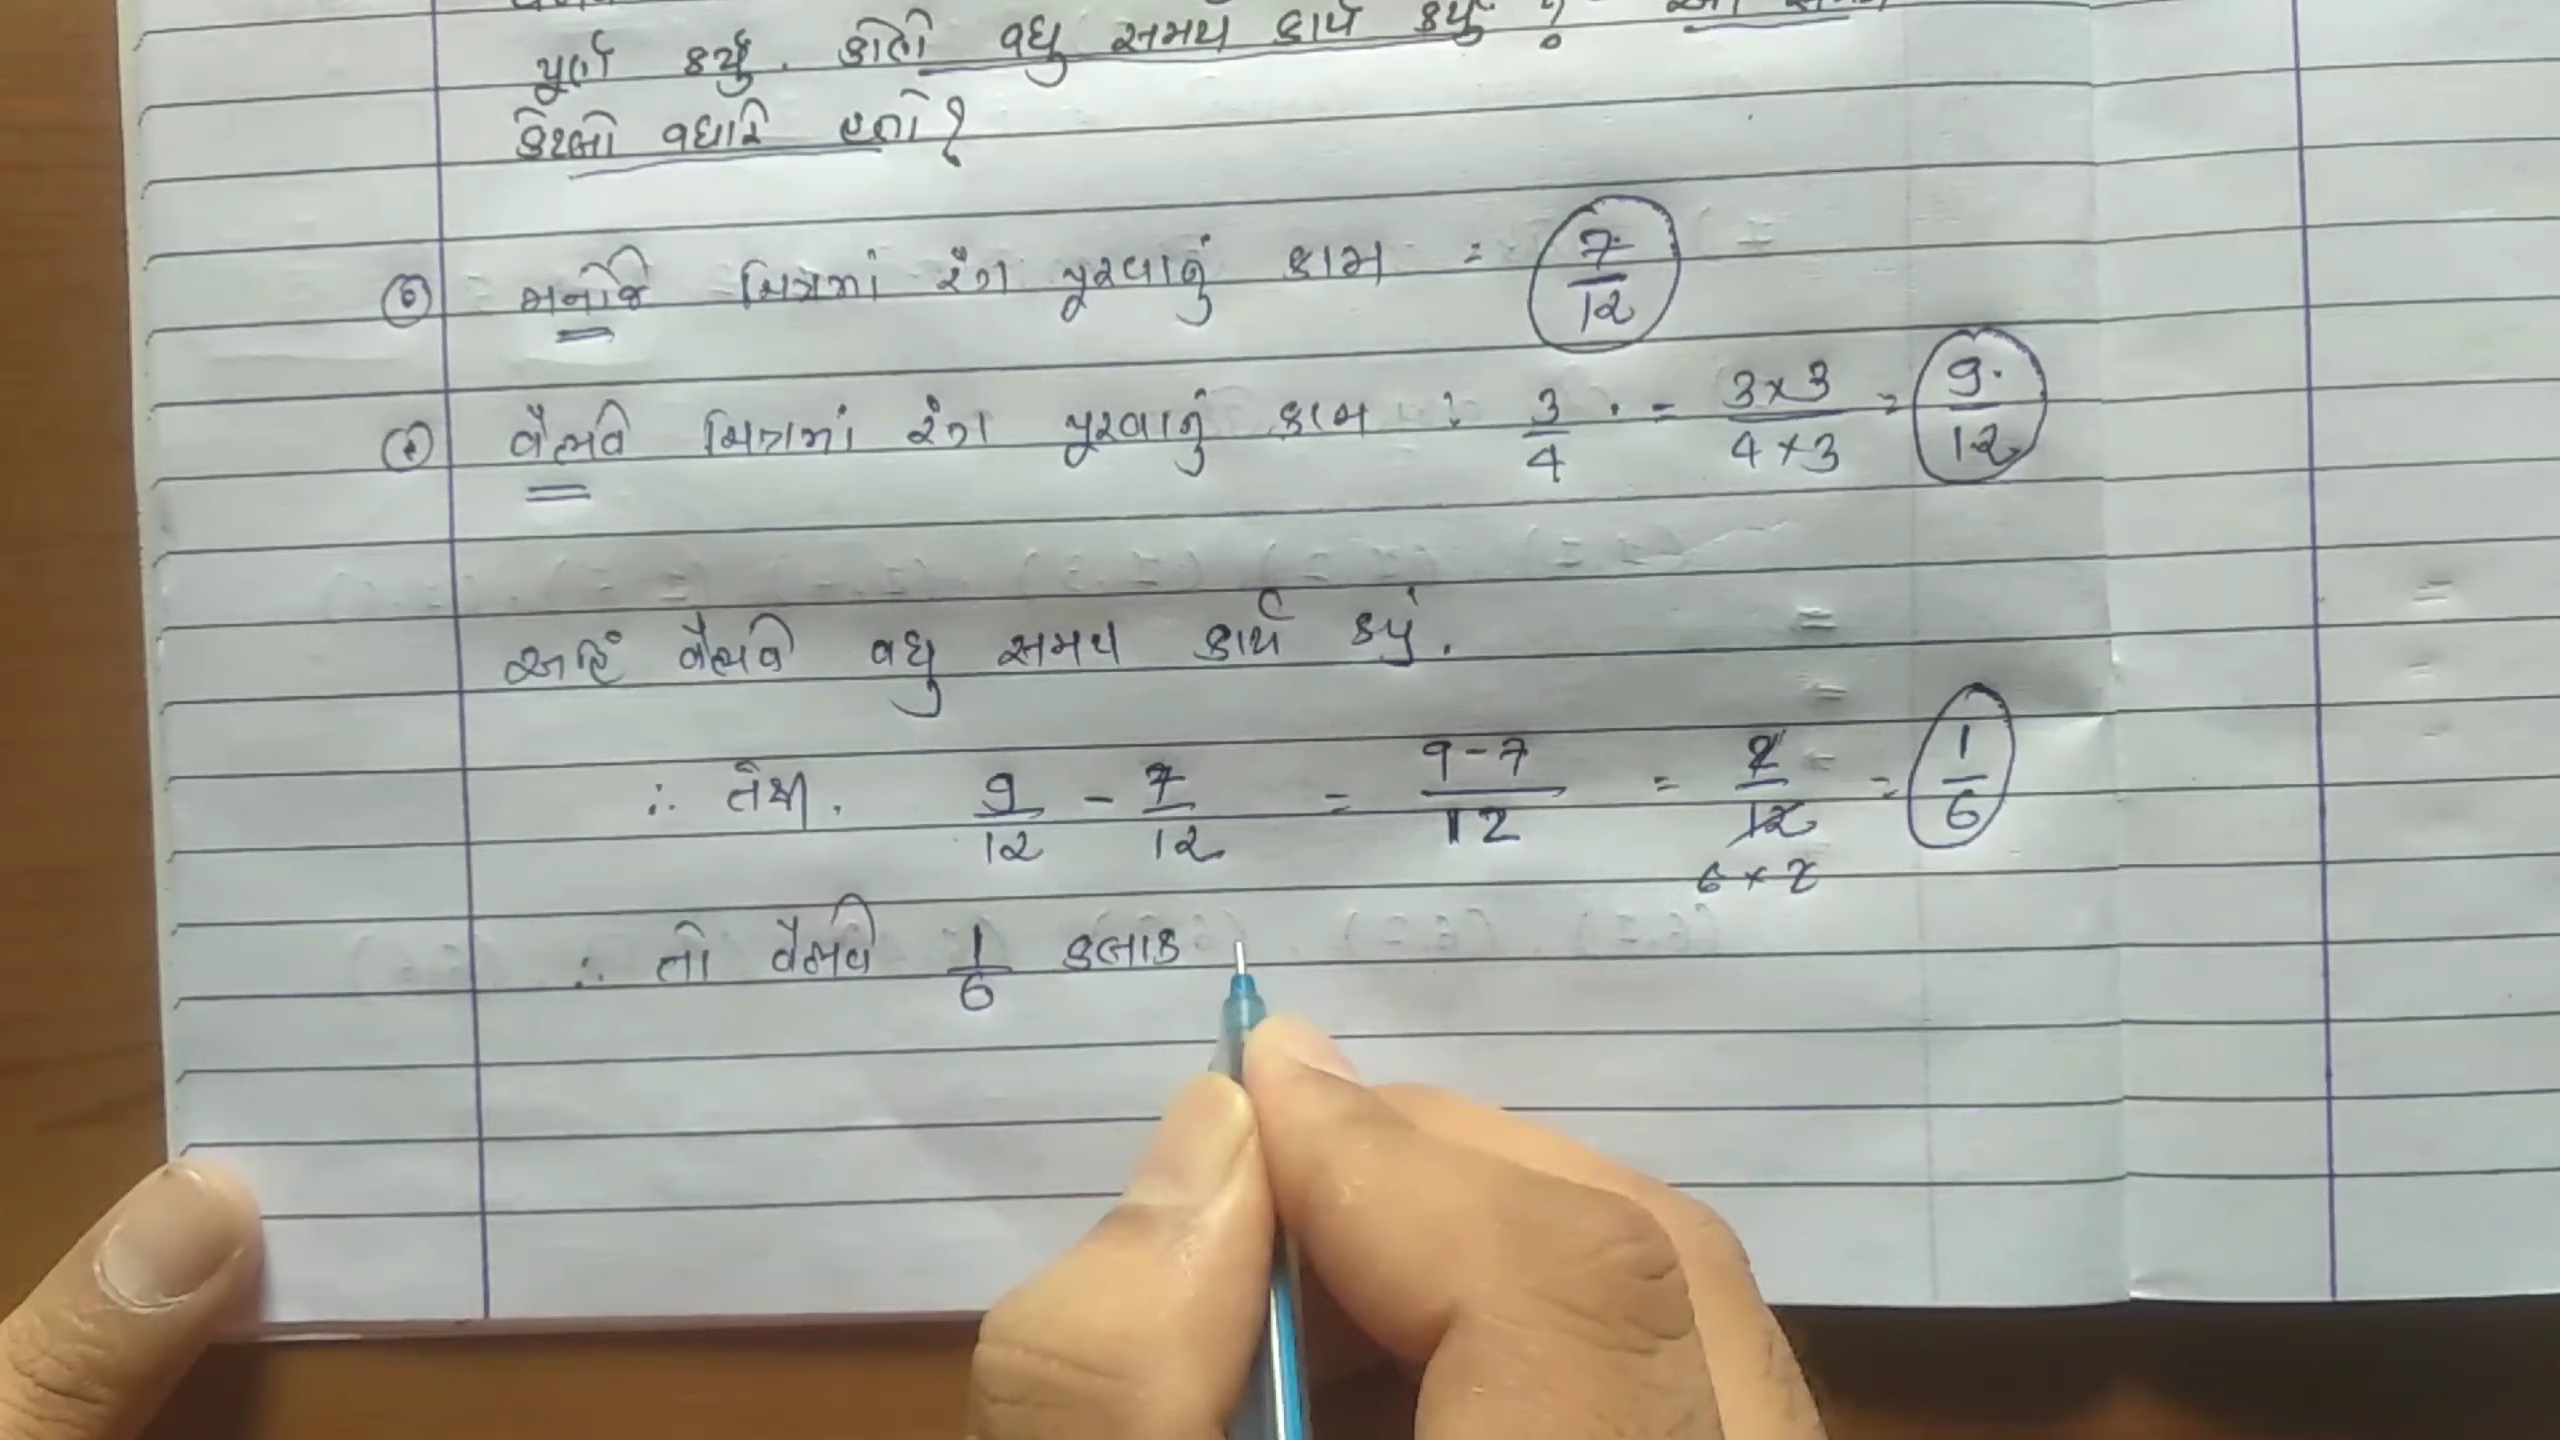 પૂર્ણ કર્યું. કોનો વધુ સમય કાર્ય કર્યું ?
કેટલો વધારે હતો?
મનોજે ચિત્રમાં રંગ પૂરવાનું કામ = 7/12
વૈભવે ચિત્રમાં રંગ પૂરવાનું કામ : 3/4 = 3×3/4×3 = 9/12
અહિં વૈભવે વધુ સમય કાર્ય કર્યું.
∴ તેથી. 9/12 - 7/12 = 9-7/12 = 2/12 = 1/6
6×2
∴ તો વૈભવે 1/6 કલાક